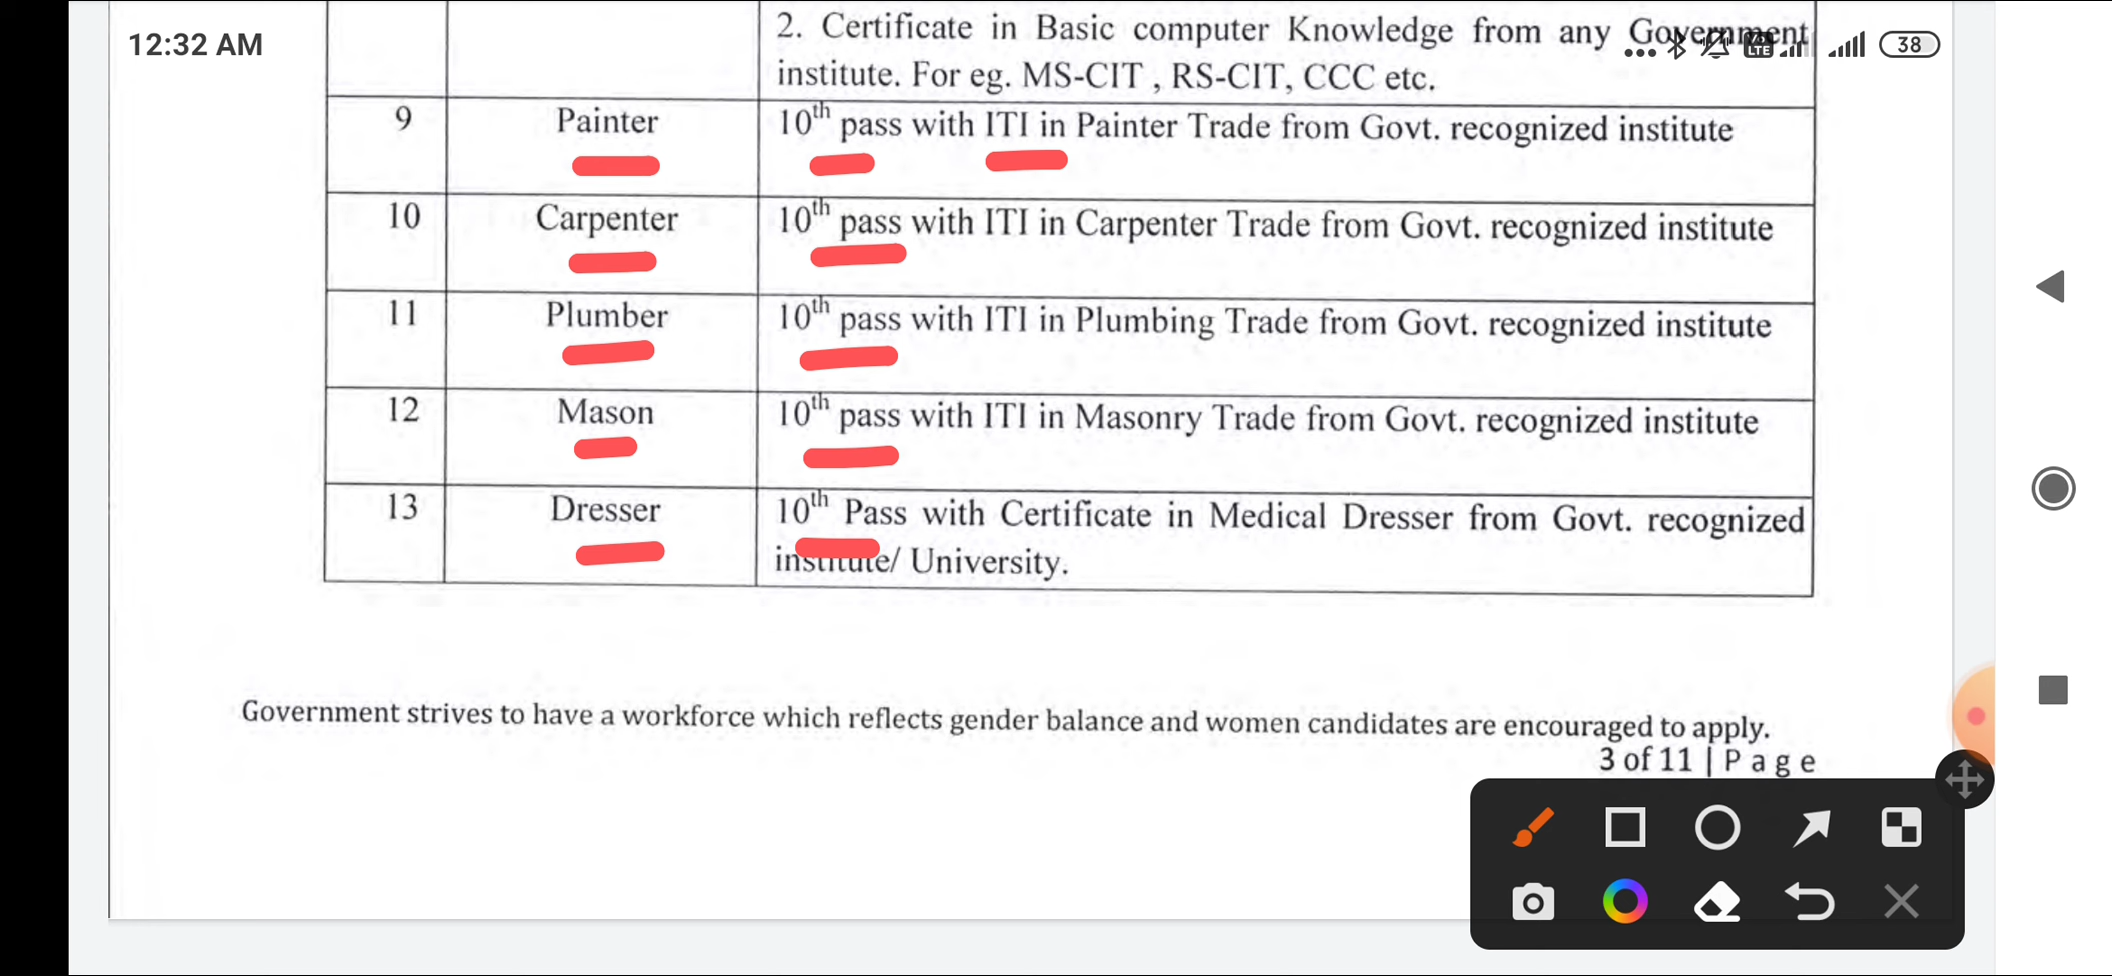 12:32 AM
2. Certificate in Basic computer Knowledge from any Government
institute. For eg. MS-CIT , RS-CIT, CCC etc.
38
9 Painter 10th pass with ITI in Painter Trade from Govt. recognized institute
10 Carpenter 10th pass with ITI in Carpenter Trade from Govt. recognized institute
11 Plumber 10th pass with ITI in Plumbing Trade from Govt. recognized institute
12 Mason 10th pass with ITI in Masonry Trade from Govt. recognized institute
13 Dresser 10th Pass with Certificate in Medical Dresser from Govt. recognized
institute/ University.
Government strives to have a workforce which reflects gender balance and women candidates are encouraged to apply.
3 of 11 | P a g e